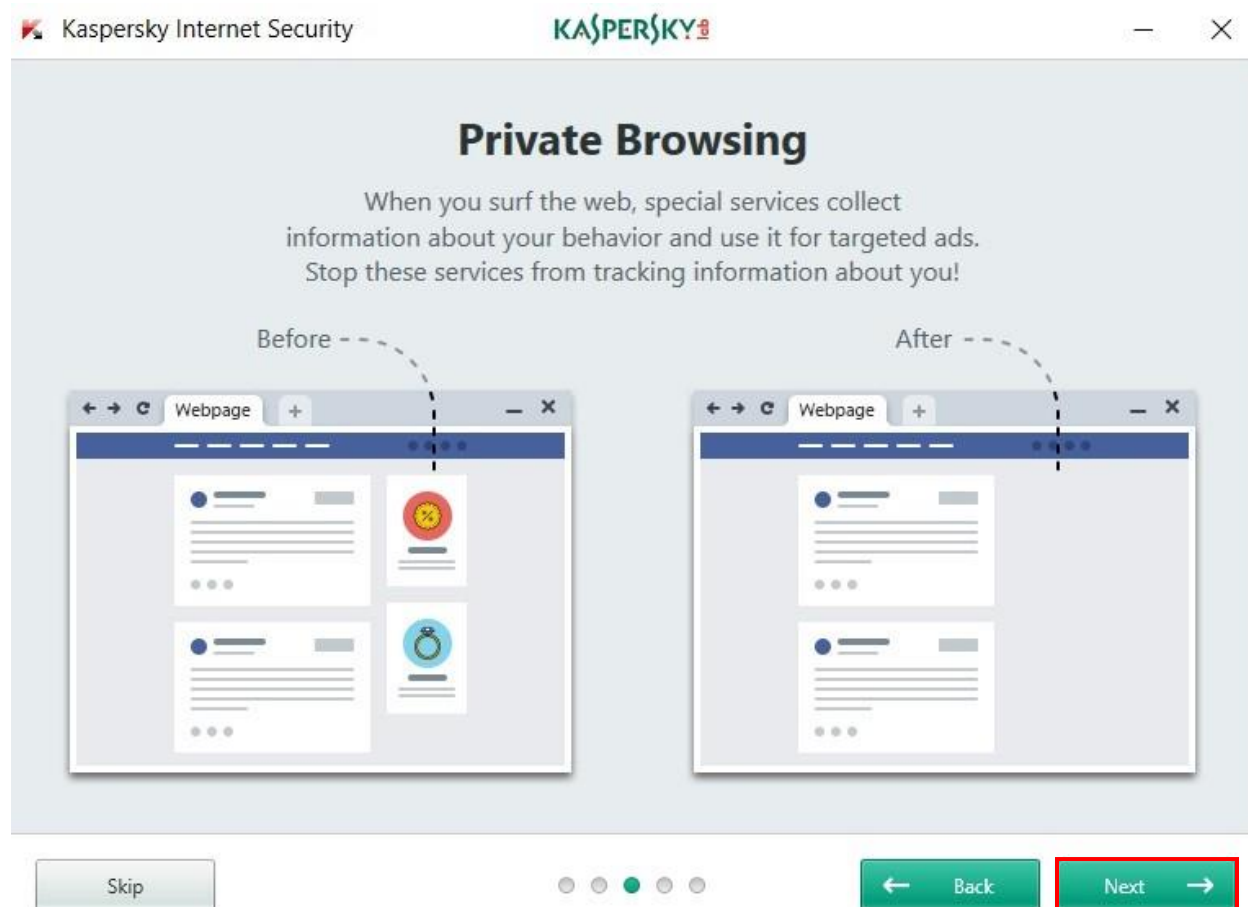 Kaspersky Internet Security
KASPERSKY lab
Private Browsing
When you surf the web, special services collect
information about your behavior and use it for targeted ads.
Stop these services from tracking information about you!
Before
After
Webpage
Webpage
%
Skip
Back
Next